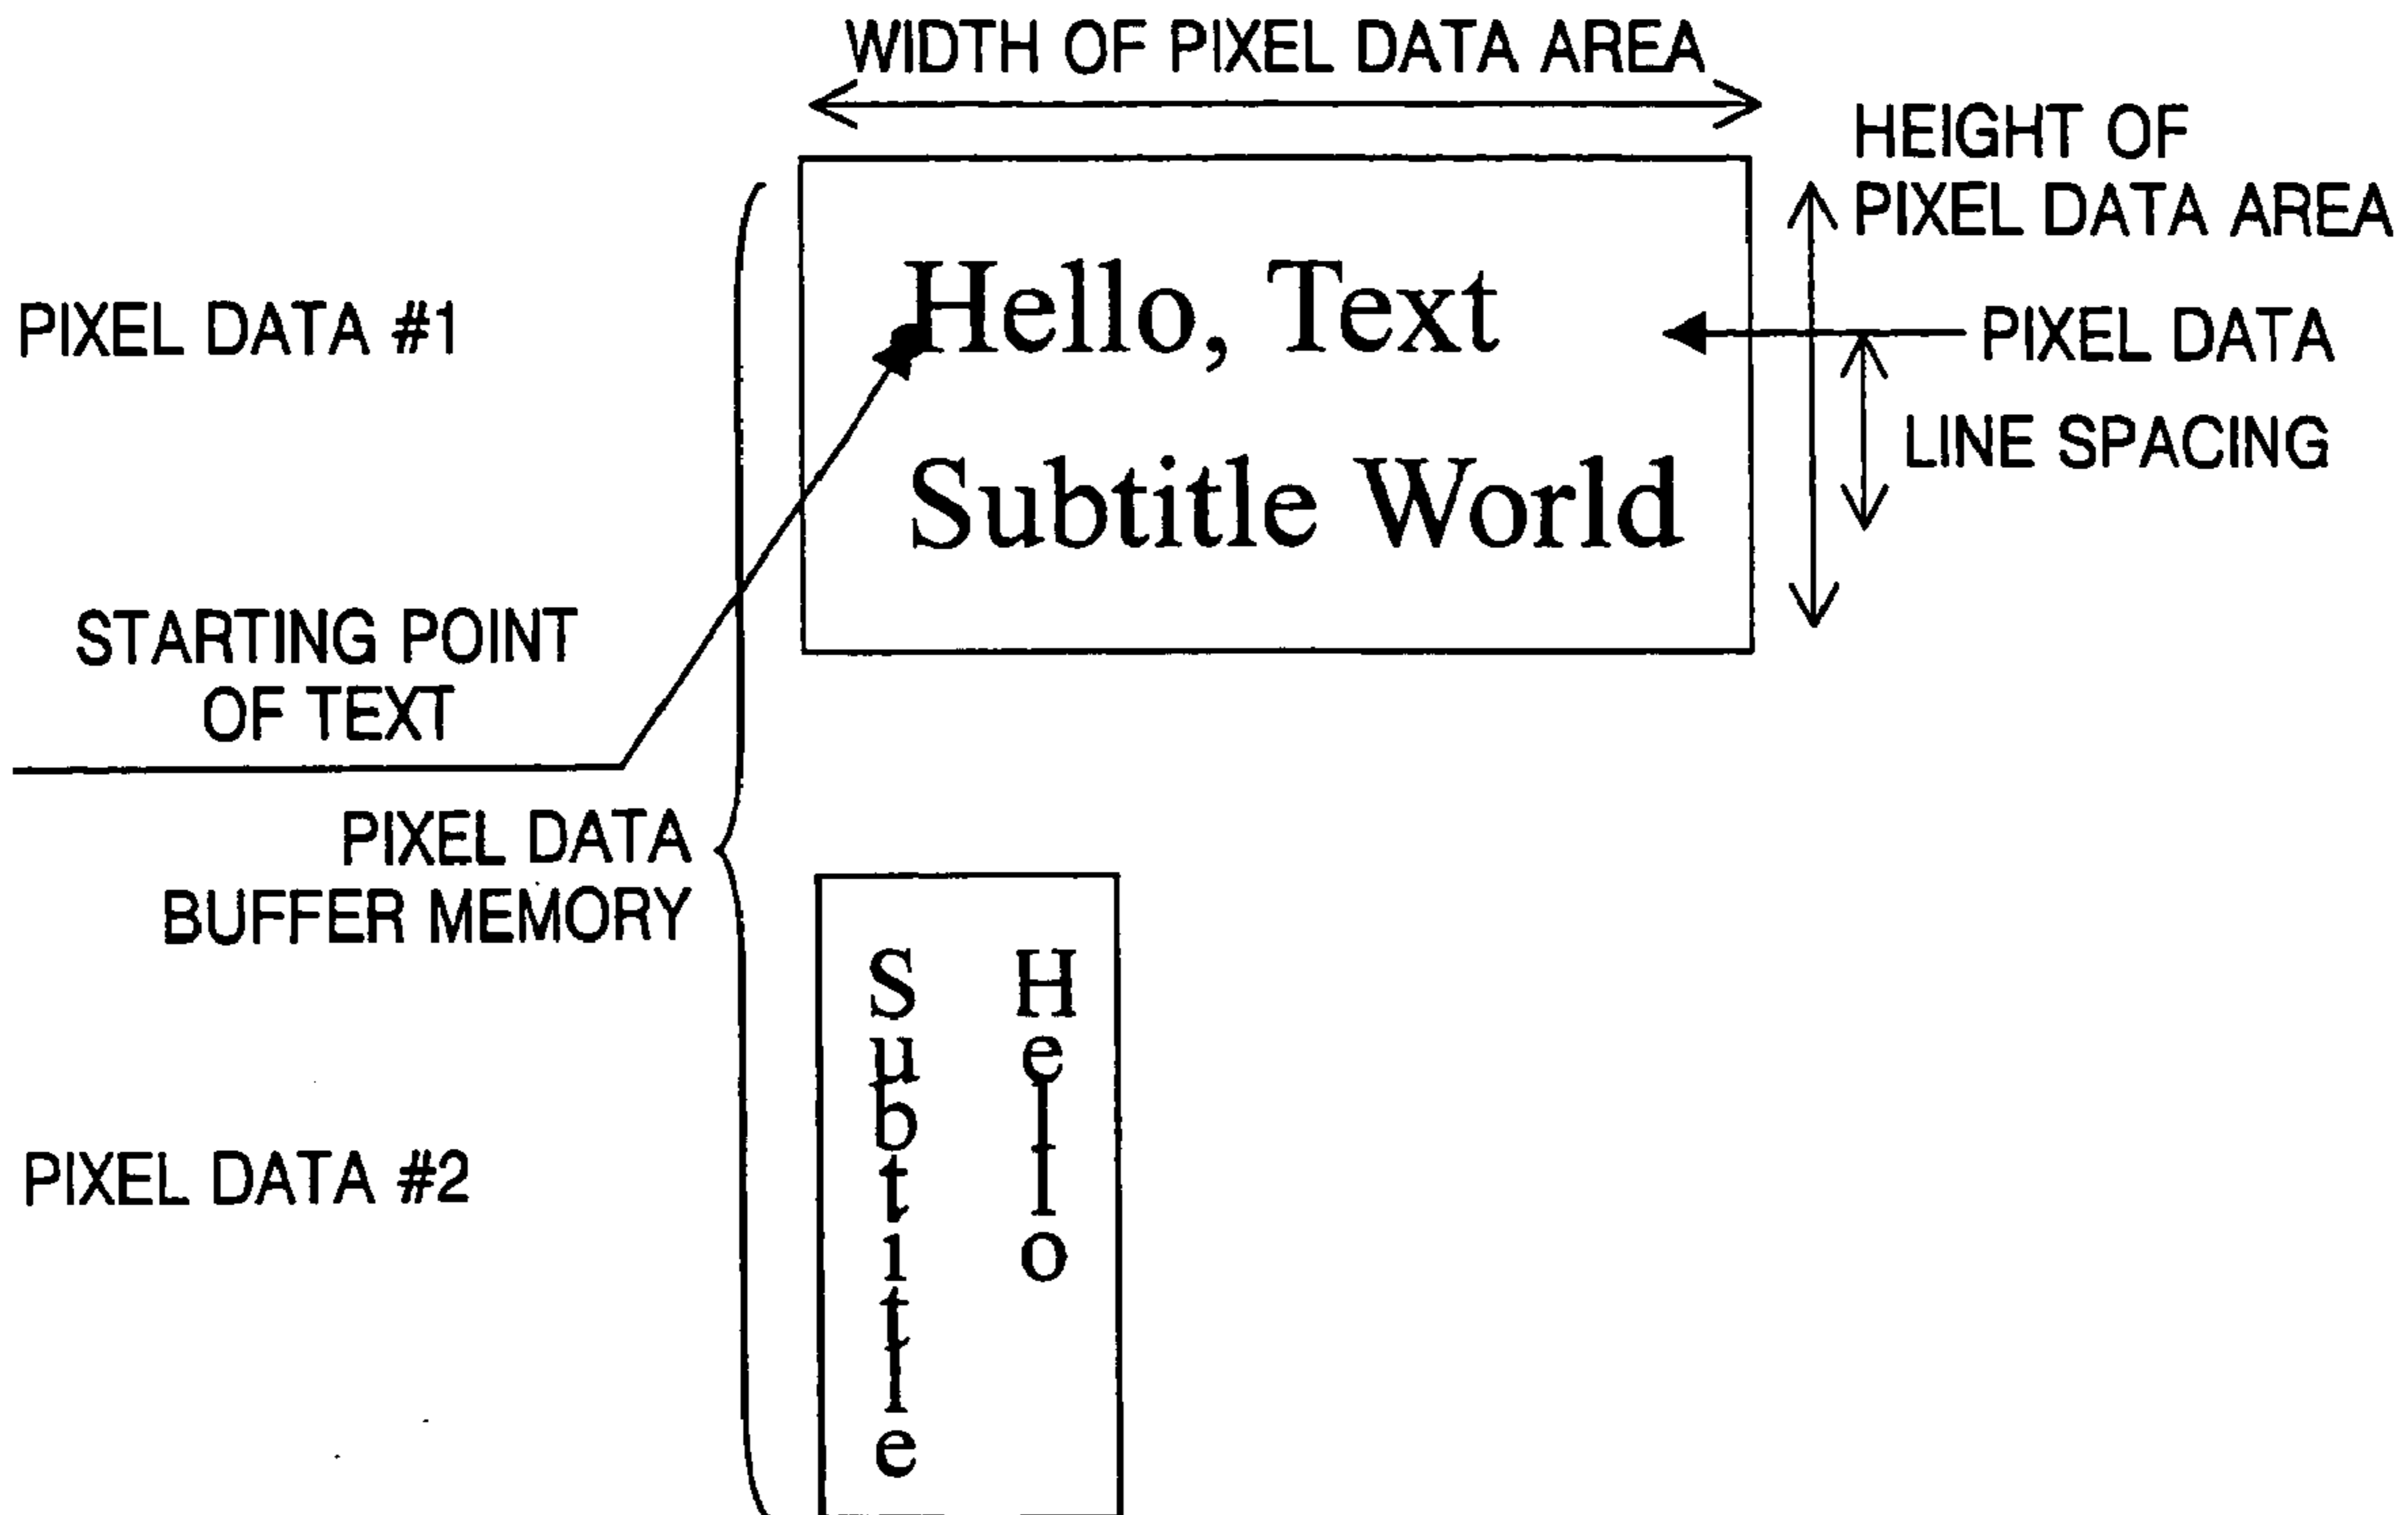 WIDTH OF PIXEL DATA AREA
HEIGHT OF
PIXEL DATA AREA
PIXEL DATA #1
Hello, Text
Subtitle World
PIXEL DATA
LINE SPACING
STARTING POINT
OF TEXT
PIXEL DATA
BUFFER MEMORY
PIXEL DATA #2
Hello
Subtitle